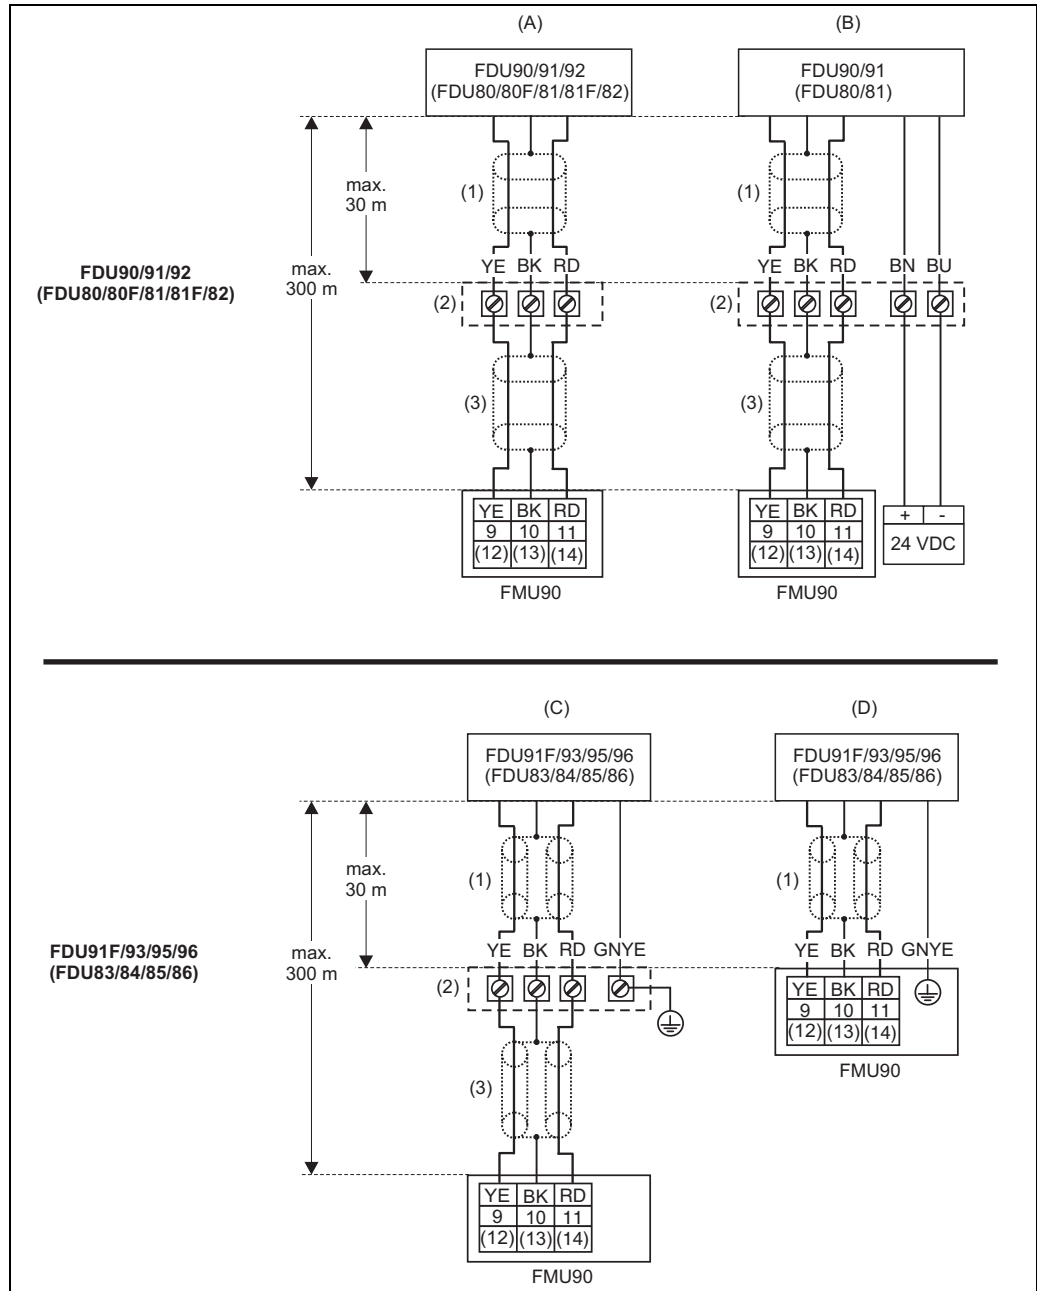 (A)
(B)
FDU90/91/92
(FDU80/80F/81/81F/82)
FDU90/91
(FDU80/81)
max.
30 m
(1)
(1)
YE BK RD
YE BK RD BN BU
FDU90/91/92
(FDU80/80F/81/81F/82)
max.
300 m
(2)
(2)
(3)
(3)
YE BK RD
9 10 11
(12) (13) (14)
FMU90
YE BK RD
9 10 11
(12) (13) (14)
FMU90
+ -
24 VDC
(C)
(D)
FDU91F/93/95/96
(FDU83/84/85/86)
FDU91F/93/95/96
(FDU83/84/85/86)
max.
30 m
(1)
(1)
YE BK RD GNYE
YE BK RD GNYE
FDU91F/93/95/96
(FDU83/84/85/86)
max.
300 m
(2)
YE BK RD
9 10 11
(12) (13) (14)
FMU90
(3)
YE BK RD
9 10 11
(12) (13) (14)
FMU90